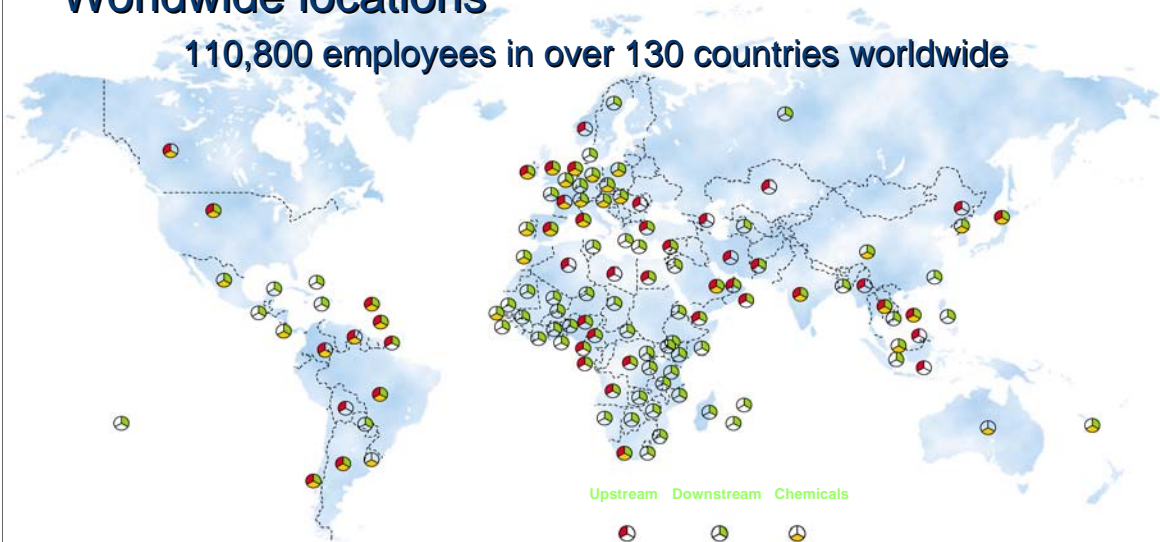 Worldwide locations
110,800 employees in over 130 countries worldwide
Upstream Downstream Chemicals